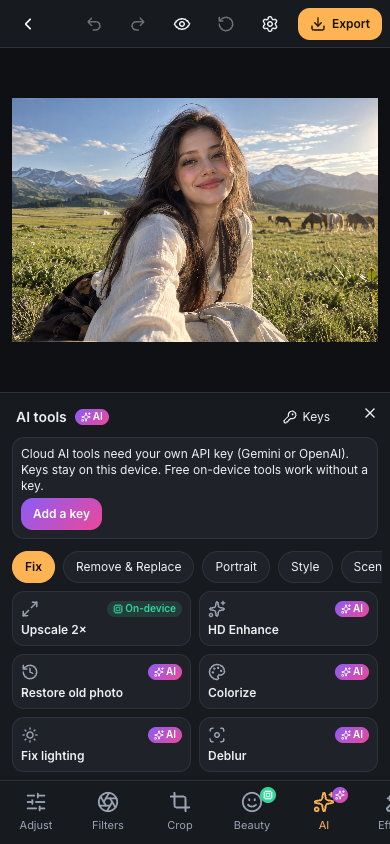 Export
AI tools
AI
Keys
Cloud AI tools need your own API key (Gemini or OpenAI).
Keys stay on this device. Free on-device tools work without a
key.
Add a key
Fix
Remove & Replace
Portrait
Style
Scen
On-device
Upscale 2×
AI
HD Enhance
AI
Restore old photo
AI
Colorize
AI
Fix lighting
AI
Deblur
Adjust
Filters
Crop
Beauty
AI
Eff